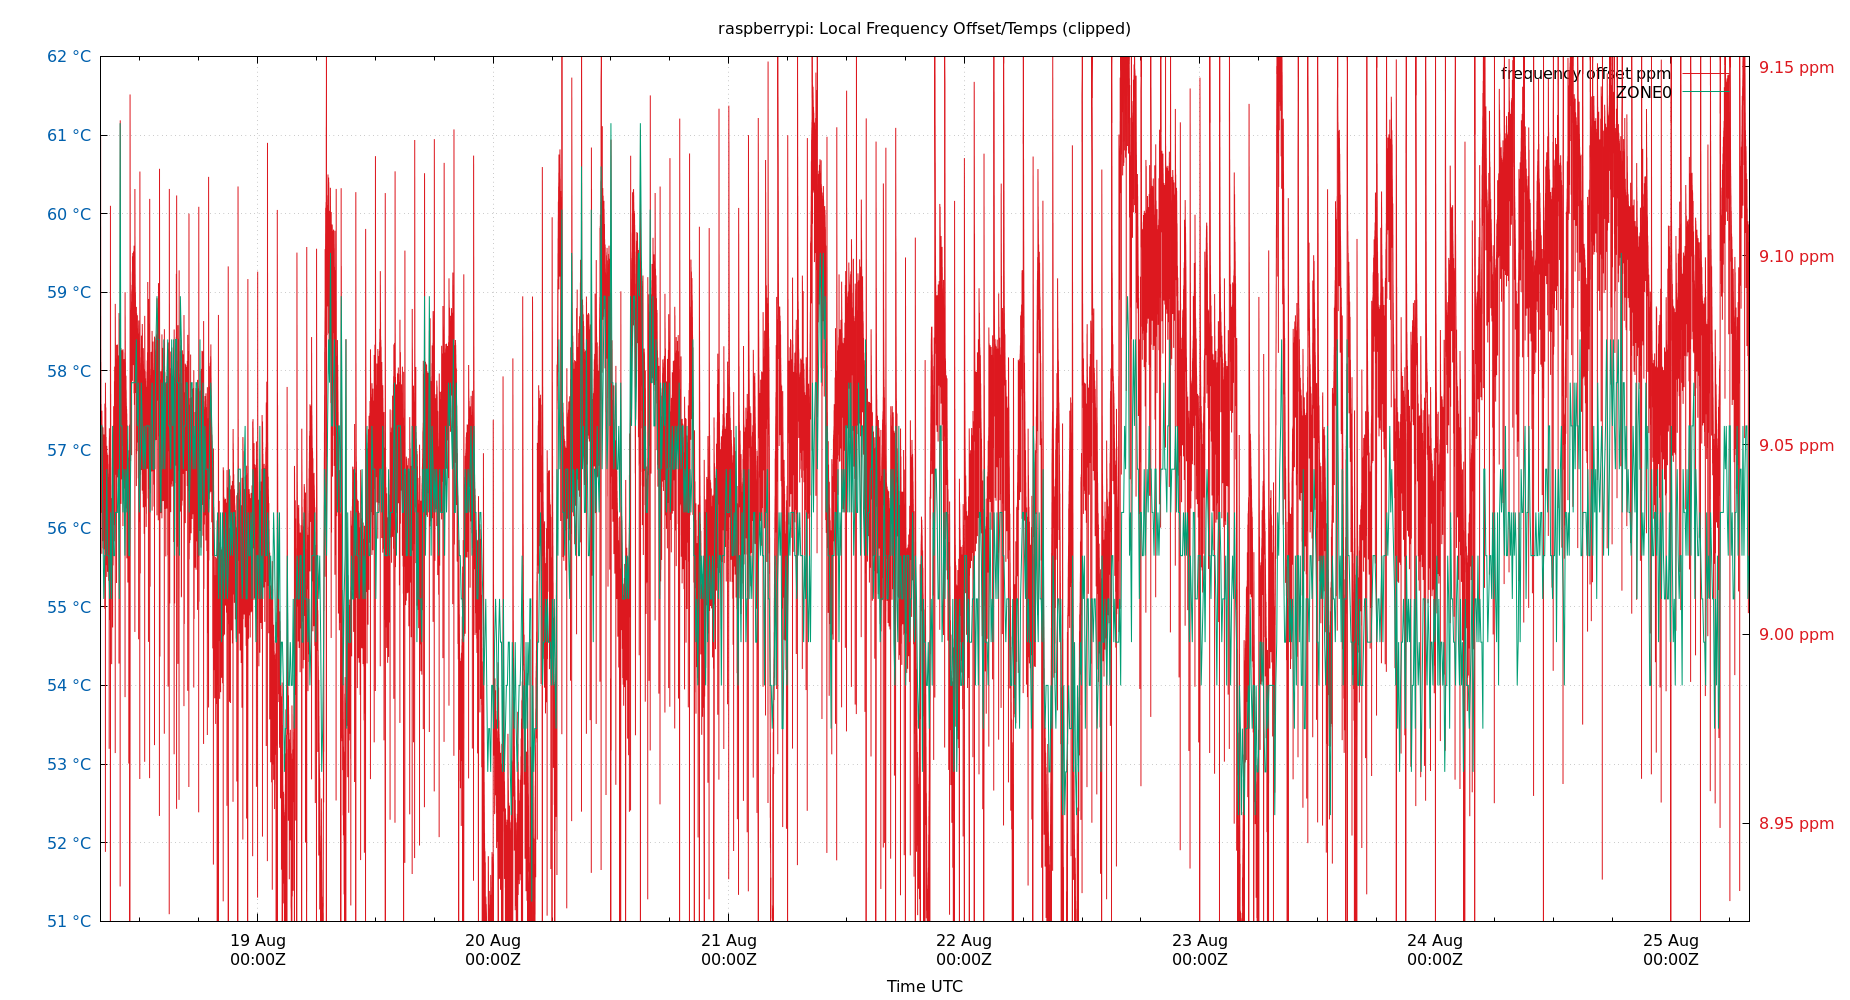 raspberrypi: Local Frequency Offset/Temps (clipped)
62 °C
61 °C
60 °C
59 °C
58 °C
57 °C
56 °C
55 °C
54 °C
53 °C
52 °C
51 °C
frequency offset ppm
ZONE0
9.15 ppm
9.10 ppm
9.05 ppm
9.00 ppm
8.95 ppm
19 Aug
00:00Z
20 Aug
00:00Z
21 Aug
00:00Z
22 Aug
00:00Z
23 Aug
00:00Z
24 Aug
00:00Z
25 Aug
00:00Z
Time UTC